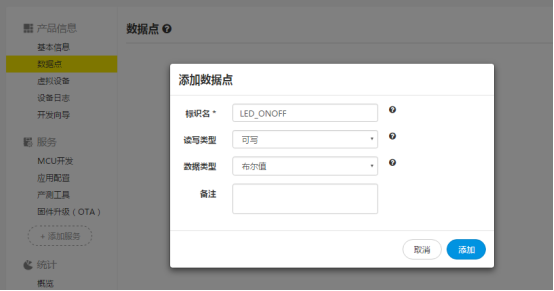 产品信息
基本信息
数据点
虚拟设备
设备日志
开发向导
服务
MCU开发
应用配置
产测工具
固件升级（OTA）
+ 添加服务
统计
概览
数据点 ?
添加数据点
标识名 * LED_ONOFF ?
读写类型 可写 ?
数据类型 布尔值 ?
备注
取消 添加